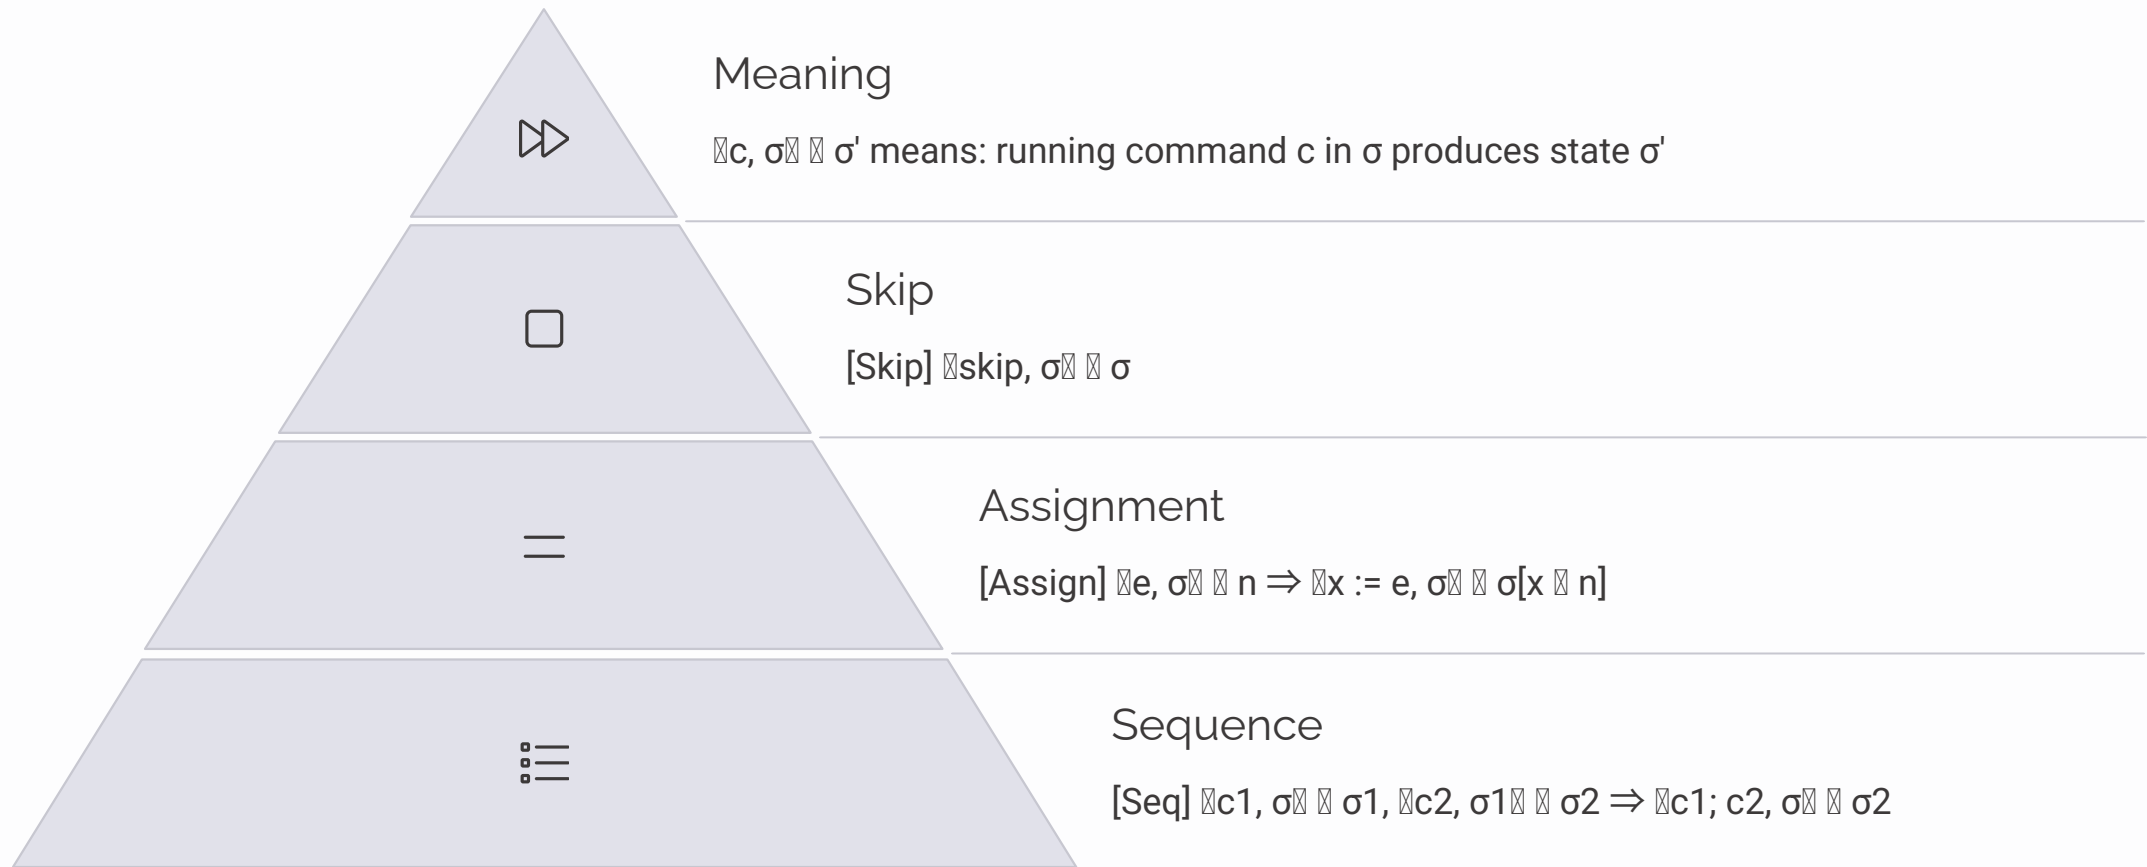 Meaning
▯c, σ▯ ▯ σ' means: running command c in σ produces state σ'
Skip
[Skip] ▯skip, σ▯ ▯ σ
Assignment
[Assign] ▯e, σ▯ ▯ n ⇒ ▯x := e, σ▯ ▯ σ[x ▯ n]
Sequence
[Seq] ▯c1, σ▯ ▯ σ1, ▯c2, σ1▯ ▯ σ2 ⇒ ▯c1; c2, σ▯ ▯ σ2